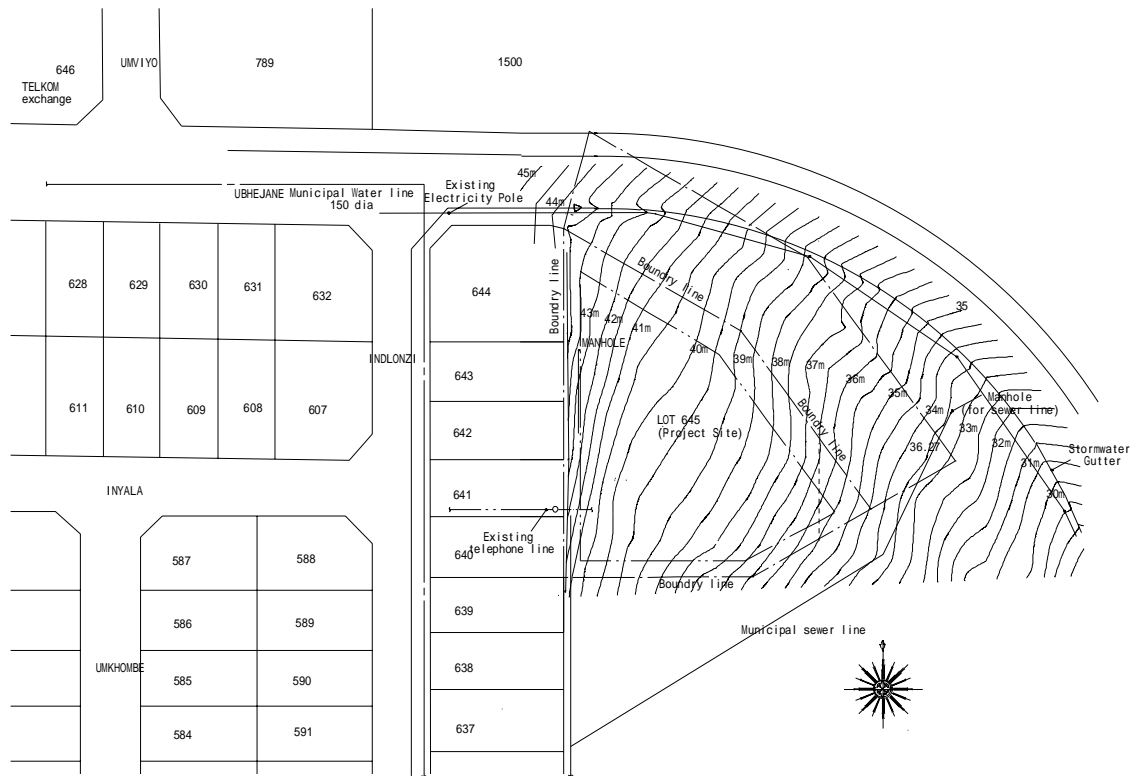 646
UMVIYO
789
1500
TELKOM
exchange
45m
UBHEJANE Municipal Water line
150 dia
Existing
Electricity Pole
44m
628
629
630
631
632
644
Boundry line
Boundry line
43m
42m
41m
MANHOLE
40m
39m
38m
37m
36m
35m
34m
33m
32m
31m
30m
35
INDLONZI
643
611
610
609
608
607
642
LOT 645
(Project Site)
Boundry line
Manhole
(for sewer line)
36.27
Stormwater
Gutter
INYALA
641
Existing
telephone line
640
587
588
Boundry line
586
589
639
Municipal sewer line
UMKHOMBE
585
590
638
584
591
637